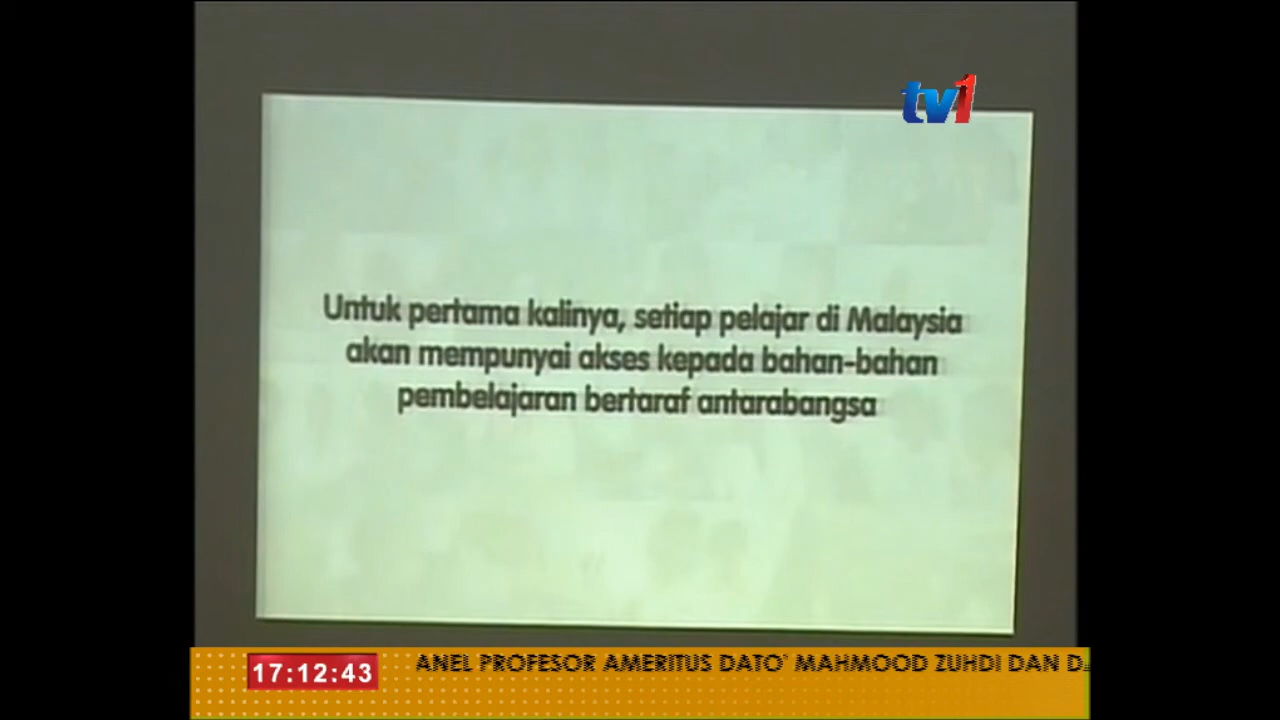 tv1
Untuk pertama kalinya, setiap pelajar di Malaysia
akan mempunyai akses kepada bahan-bahan
pembelajaran bertaraf antarabangsa
17:12:43
ANEL PROFESOR AMERITUS DATO' MAHMOOD ZUHDI DAN